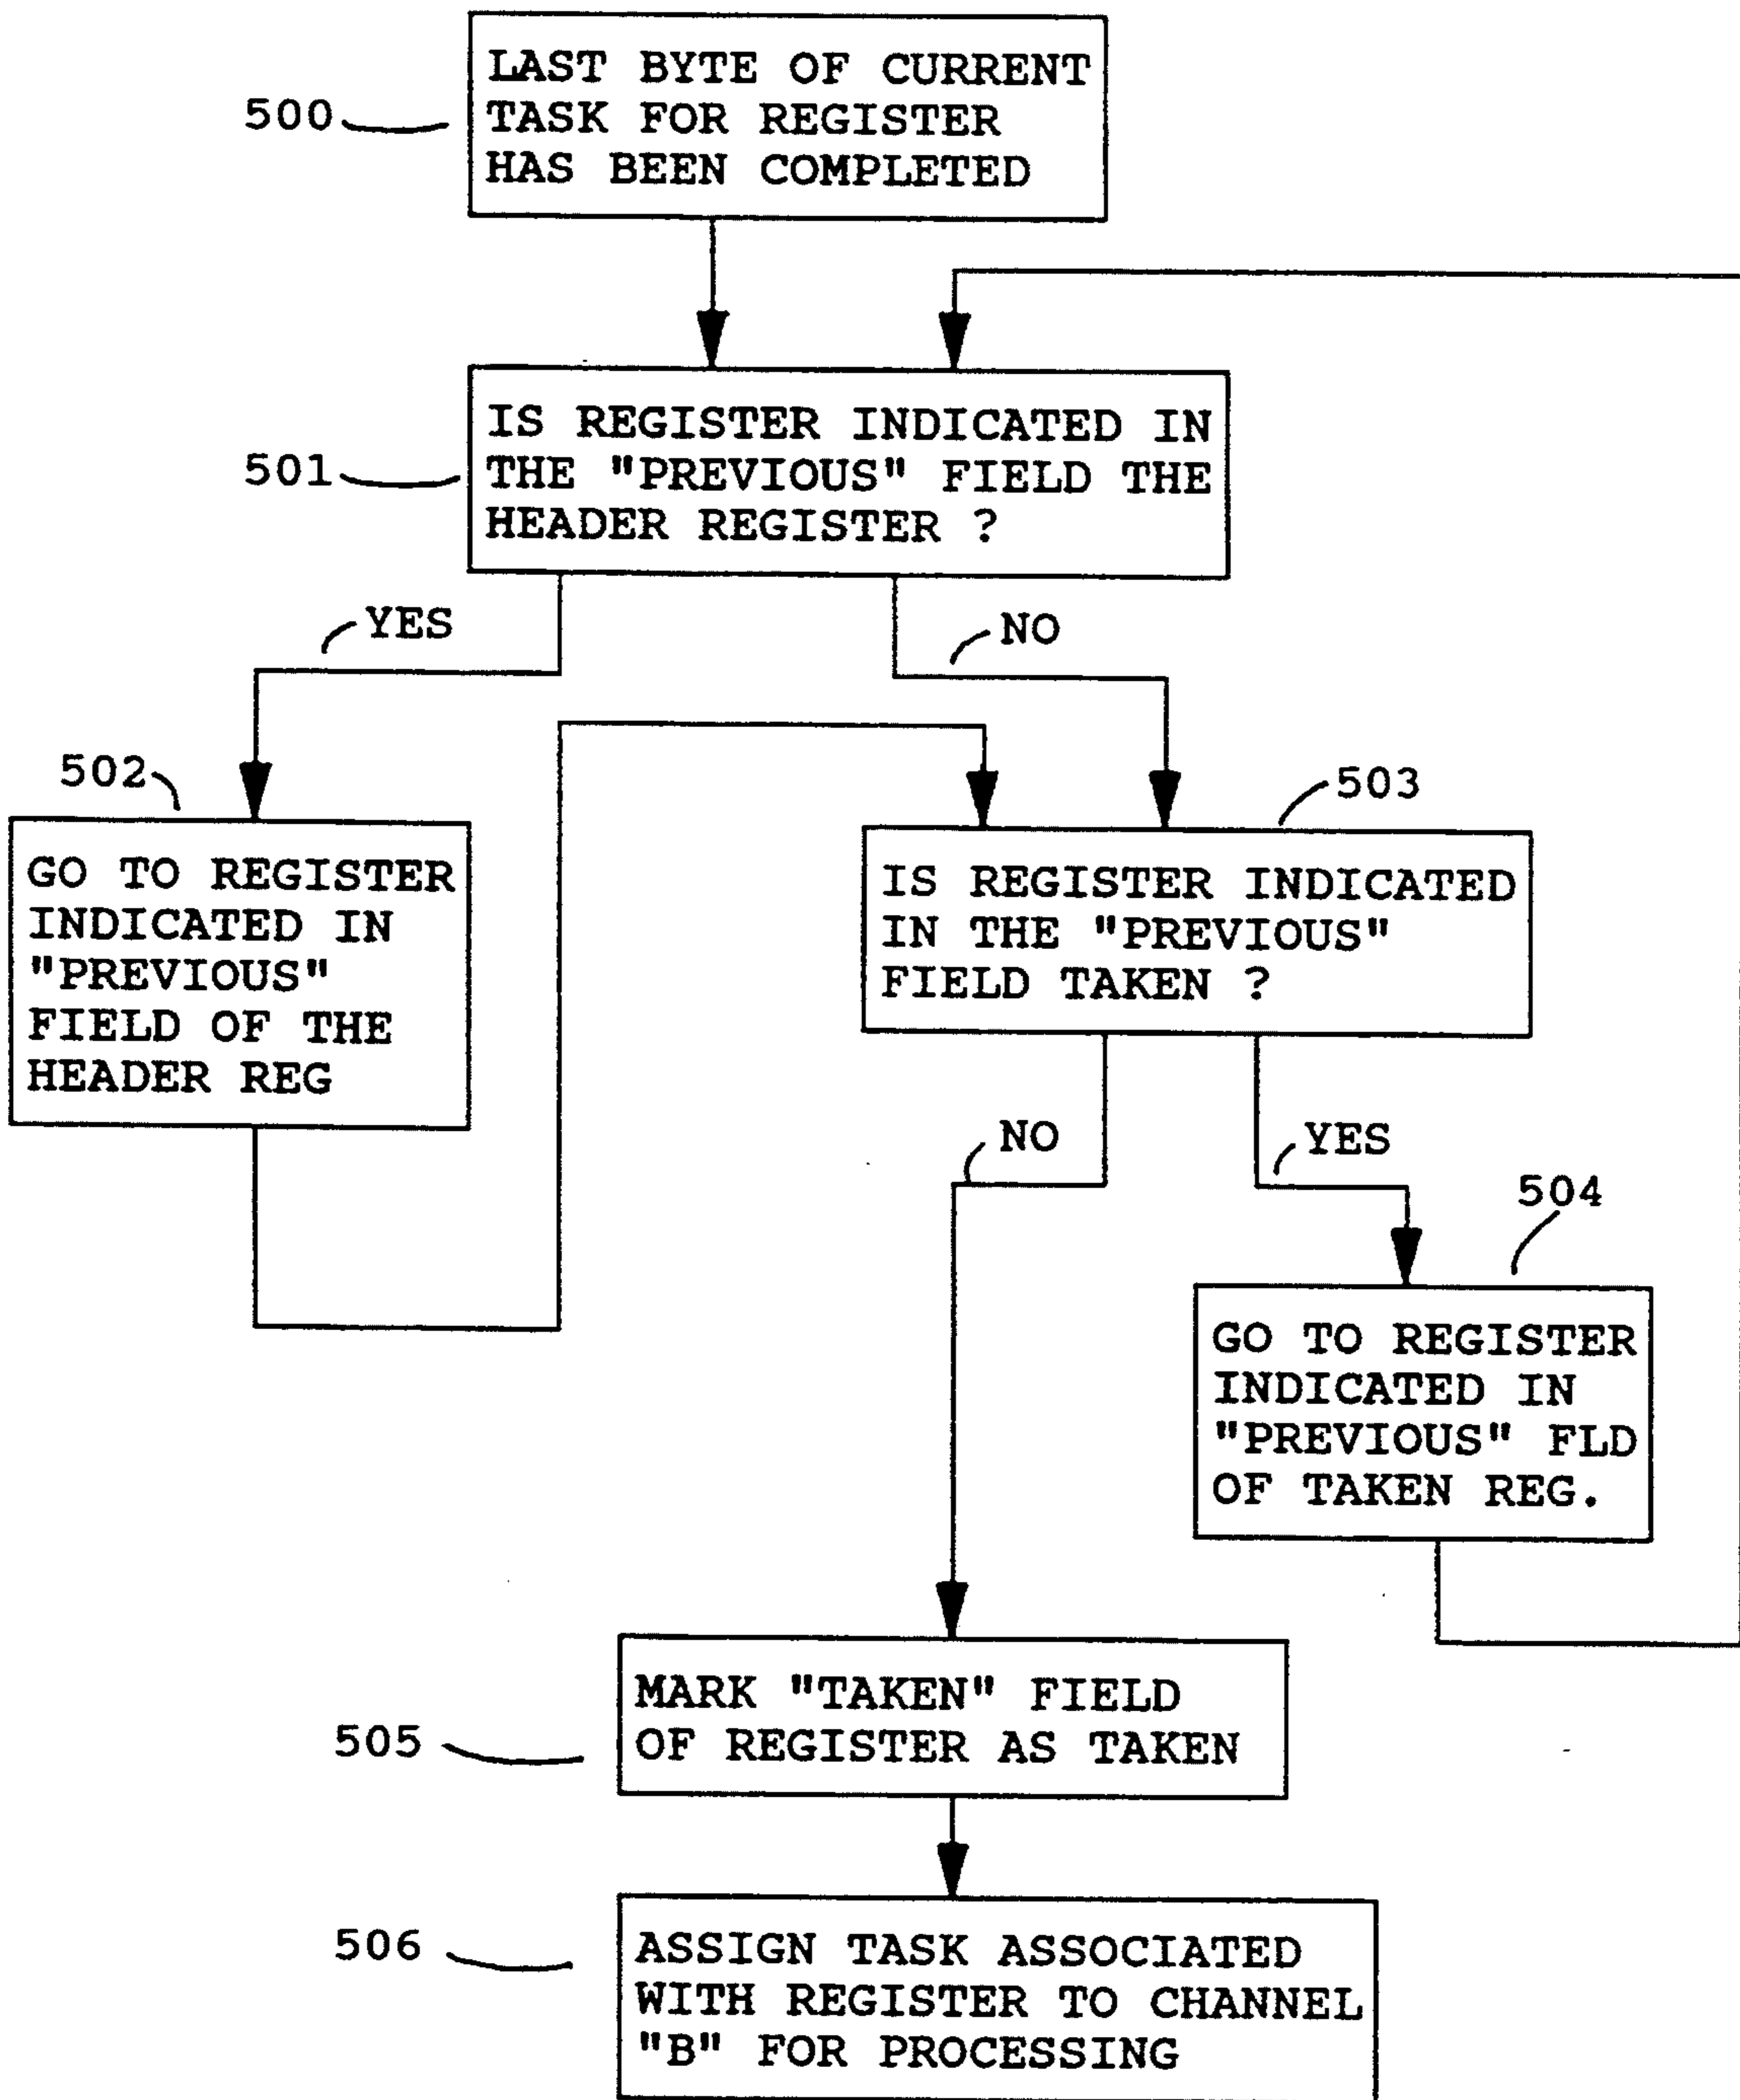 LAST BYTE OF CURRENT
TASK FOR REGISTER
HAS BEEN COMPLETED
500
IS REGISTER INDICATED IN
THE "PREVIOUS" FIELD THE
HEADER REGISTER ?
501
YES
NO
502
GO TO REGISTER
INDICATED IN
"PREVIOUS"
FIELD OF THE
HEADER REG
503
IS REGISTER INDICATED
IN THE "PREVIOUS"
FIELD TAKEN ?
NO
YES
504
GO TO REGISTER
INDICATED IN
"PREVIOUS" FLD
OF TAKEN REG.
MARK "TAKEN" FIELD
OF REGISTER AS TAKEN
505
506
ASSIGN TASK ASSOCIATED
WITH REGISTER TO CHANNEL
"B" FOR PROCESSING